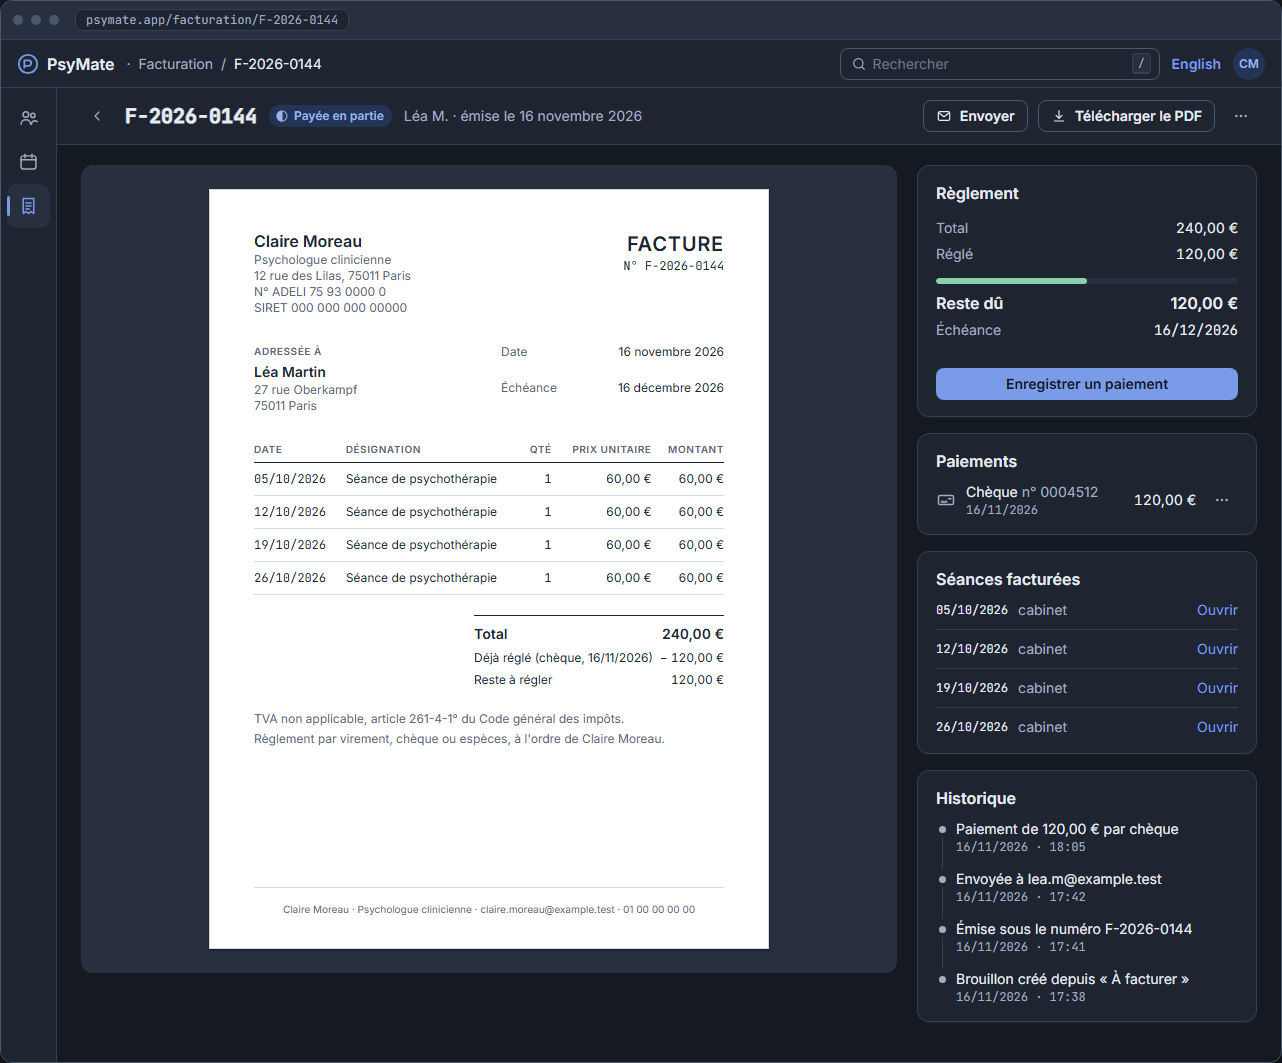 psymate.app/facturation/F-2026-0144
PsyMate · Facturation / F-2026-0144
Rechercher /
English
CM
F-2026-0144
Payée en partie
Léa M. · émise le 16 novembre 2026
Envoyer
Télécharger le PDF
Claire Moreau
Psychologue clinicienne
12 rue des Lilas, 75011 Paris
N° ADELI 75 93 0000 0
SIRET 000 000 000 00000
FACTURE
N° F-2026-0144
ADRESSÉE À
Léa Martin
27 rue Oberkampf
75011 Paris
Date 16 novembre 2026
Échéance 16 décembre 2026
DATE DÉSIGNATION QTÉ PRIX UNITAIRE MONTANT
05/10/2026 Séance de psychothérapie 1 60,00 € 60,00 €
12/10/2026 Séance de psychothérapie 1 60,00 € 60,00 €
19/10/2026 Séance de psychothérapie 1 60,00 € 60,00 €
26/10/2026 Séance de psychothérapie 1 60,00 € 60,00 €
Total 240,00 €
Déjà réglé (chèque, 16/11/2026) − 120,00 €
Reste à régler 120,00 €
TVA non applicable, article 261-4-1° du Code général des impôts.
Règlement par virement, chèque ou espèces, à l'ordre de Claire Moreau.
Claire Moreau · Psychologue clinicienne · claire.moreau@example.test · 01 00 00 00 00
Règlement
Total 240,00 €
Réglé 120,00 €
Reste dû 120,00 €
Échéance 16/12/2026
Enregistrer un paiement
Paiements
Chèque n° 0004512
16/11/2026
120,00 €
Séances facturées
05/10/2026 cabinet Ouvrir
12/10/2026 cabinet Ouvrir
19/10/2026 cabinet Ouvrir
26/10/2026 cabinet Ouvrir
Historique
Paiement de 120,00 € par chèque
16/11/2026 · 18:05
Envoyée à lea.m@example.test
16/11/2026 · 17:42
Émise sous le numéro F-2026-0144
16/11/2026 · 17:41
Brouillon créé depuis « À facturer »
16/11/2026 · 17:38